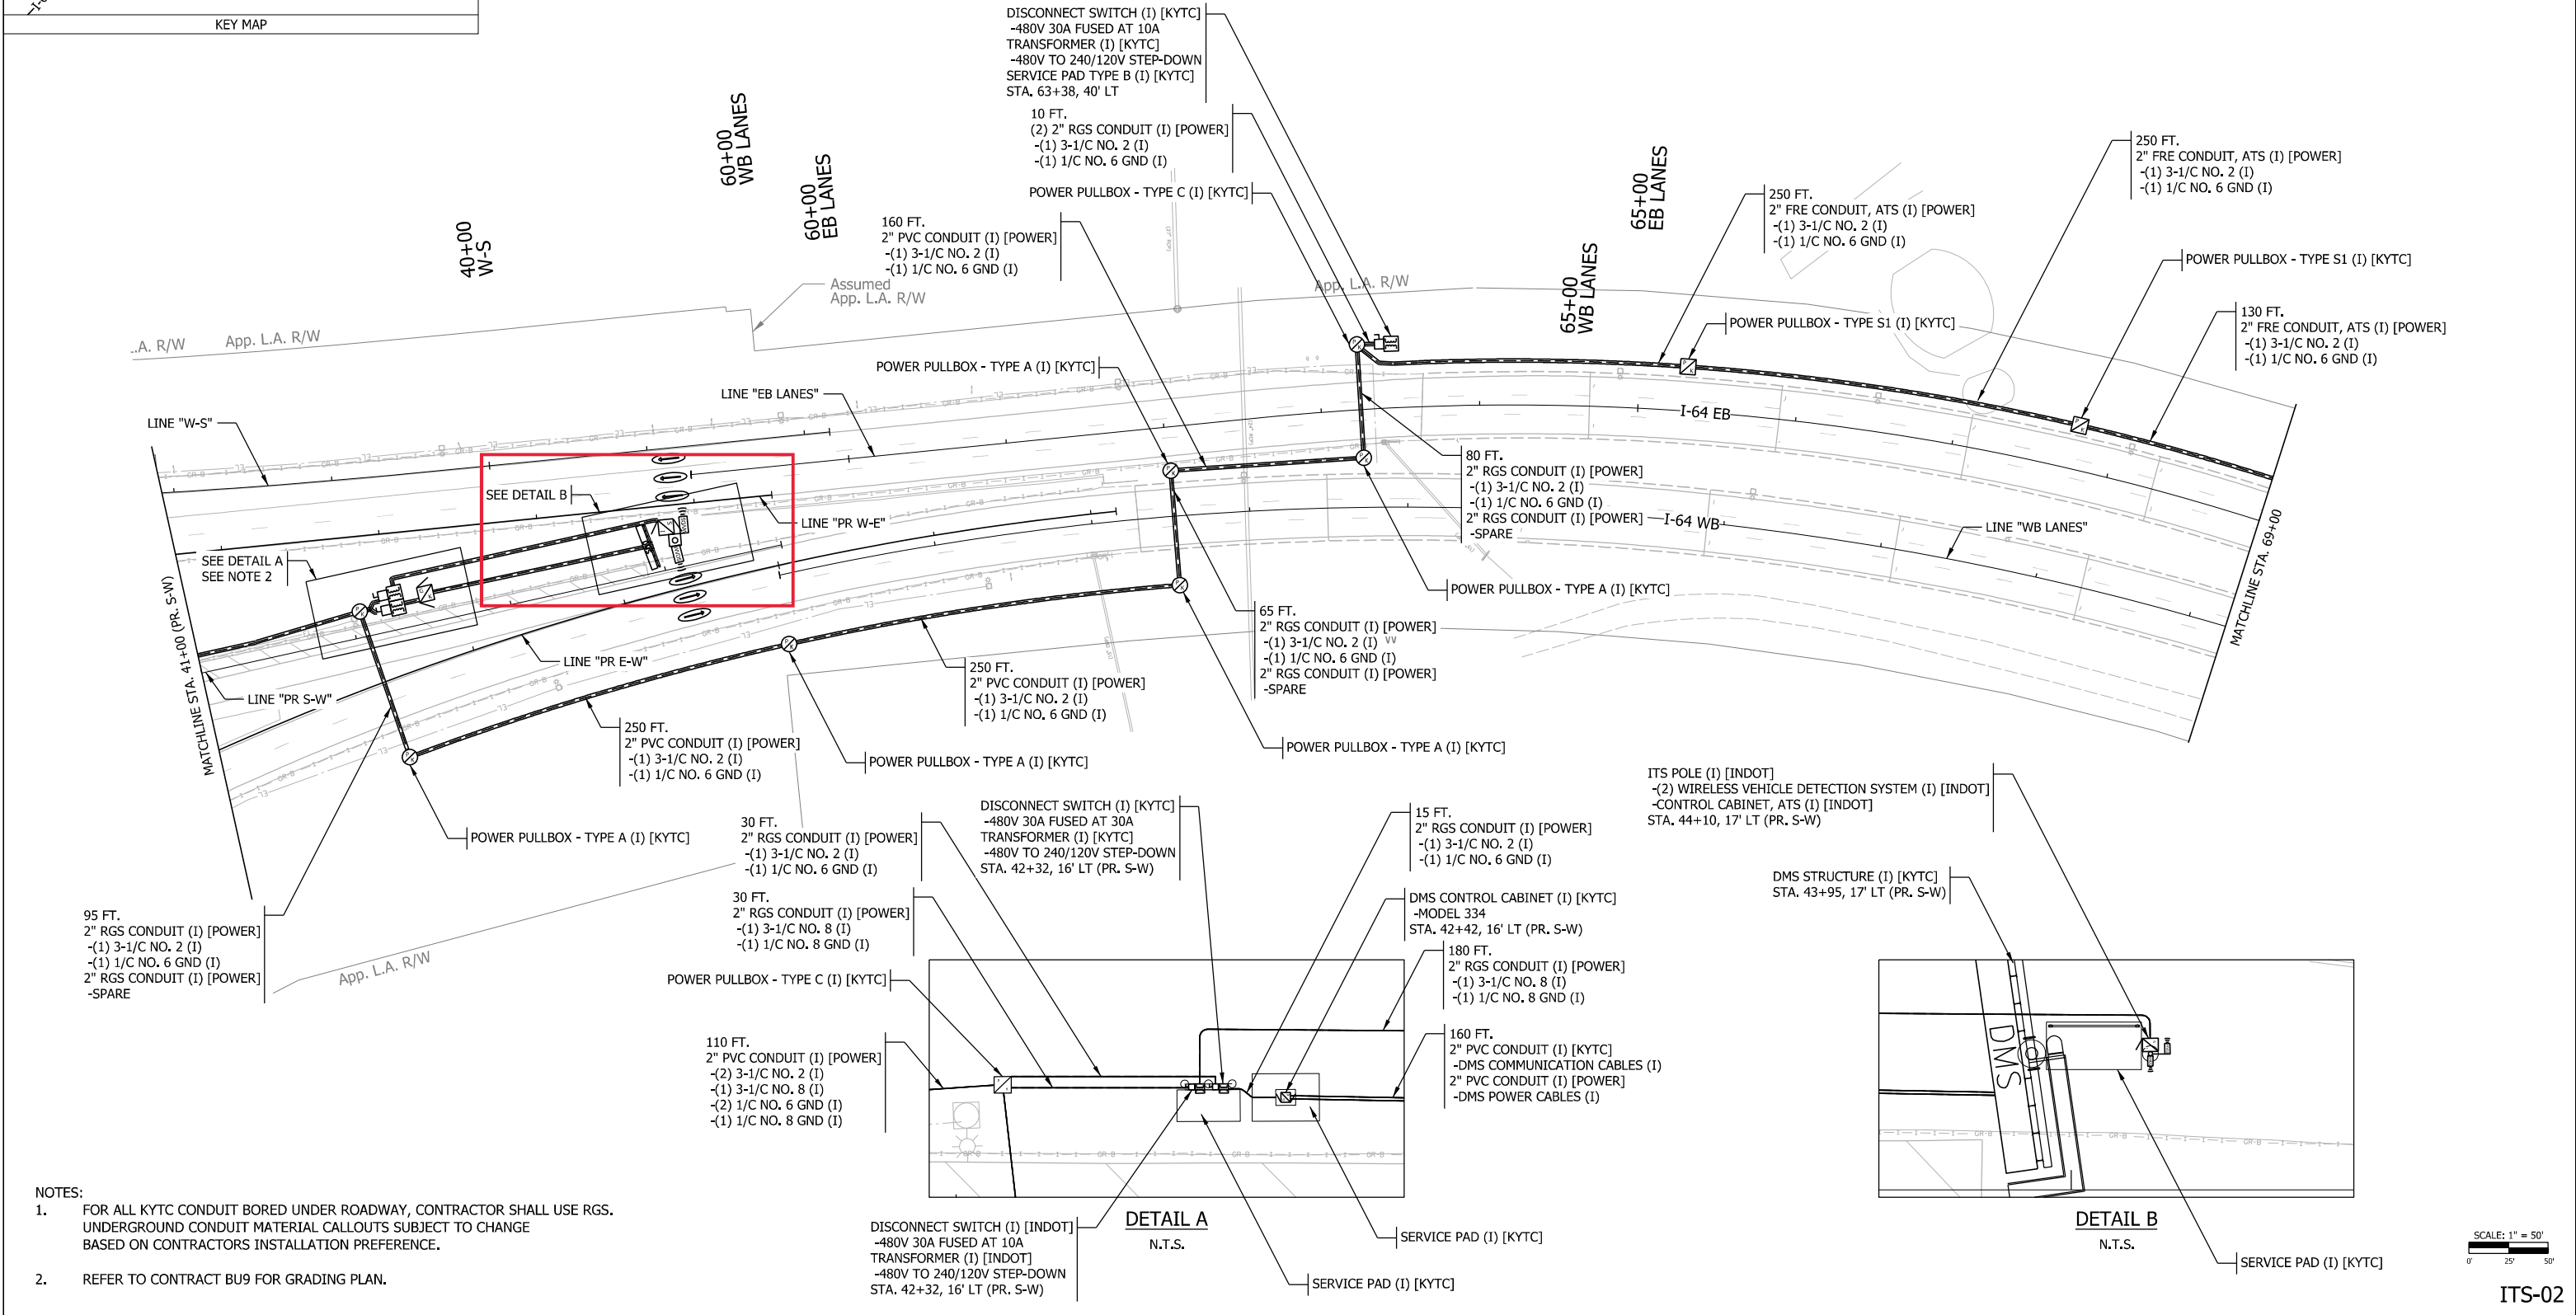 KEY MAP
DISCONNECT SWITCH (I) [KYTC]
-480V 30A FUSED AT 10A
TRANSFORMER (I) [KYTC]
-480V TO 240/120V STEP-DOWN
SERVICE PAD TYPE B (I) [KYTC]
STA. 63+38, 40' LT
10 FT.
(2) 2" RGS CONDUIT (I) [POWER]
-(1) 3-1/C NO. 2 (I)
-(1) 1/C NO. 6 GND (I)
POWER PULLBOX - TYPE C (I) [KYTC]
60+00
WB LANES
60+00
EB LANES
40+00
W-S
160 FT.
2" PVC CONDUIT (I) [POWER]
-(1) 3-1/C NO. 2 (I)
-(1) 1/C NO. 6 GND (I)
65+00
EB LANES
65+00
WB LANES
250 FT.
2" FRE CONDUIT, ATS (I) [POWER]
-(1) 3-1/C NO. 2 (I)
-(1) 1/C NO. 6 GND (I)
250 FT.
2" FRE CONDUIT, ATS (I) [POWER]
-(1) 3-1/C NO. 2 (I)
-(1) 1/C NO. 6 GND (I)
POWER PULLBOX - TYPE S1 (I) [KYTC]
POWER PULLBOX - TYPE S1 (I) [KYTC]
130 FT.
2" FRE CONDUIT, ATS (I) [POWER]
-(1) 3-1/C NO. 2 (I)
-(1) 1/C NO. 6 GND (I)
Assumed
App. L.A. R/W
App. L.A. R/W
.A. R/W
App. L.A. R/W
POWER PULLBOX - TYPE A (I) [KYTC]
LINE "EB LANES"
LINE "W-S"
SEE DETAIL B
LINE "PR W-E"
SEE DETAIL A
SEE NOTE 2
I-64 EB
I-64 WB
LINE "WB LANES"
MATCHLINE STA. 69+00
MATCHLINE STA. 41+00 (PR. S-W)
80 FT.
2" RGS CONDUIT (I) [POWER]
-(1) 3-1/C NO. 2 (I)
-(1) 1/C NO. 6 GND (I)
2" RGS CONDUIT (I) [POWER]
-SPARE
POWER PULLBOX - TYPE A (I) [KYTC]
65 FT.
2" RGS CONDUIT (I) [POWER]
-(1) 3-1/C NO. 2 (I)
-(1) 1/C NO. 6 GND (I)
2" RGS CONDUIT (I) [POWER]
-SPARE
LINE "PR E-W"
LINE "PR S-W"
250 FT.
2" PVC CONDUIT (I) [POWER]
-(1) 3-1/C NO. 2 (I)
-(1) 1/C NO. 6 GND (I)
250 FT.
2" PVC CONDUIT (I) [POWER]
-(1) 3-1/C NO. 2 (I)
-(1) 1/C NO. 6 GND (I)
POWER PULLBOX - TYPE A (I) [KYTC]
POWER PULLBOX - TYPE A (I) [KYTC]
POWER PULLBOX - TYPE A (I) [KYTC]
95 FT.
2" RGS CONDUIT (I) [POWER]
-(1) 3-1/C NO. 2 (I)
-(1) 1/C NO. 6 GND (I)
2" RGS CONDUIT (I) [POWER]
-SPARE
App. L.A. R/W
30 FT.
2" RGS CONDUIT (I) [POWER]
-(1) 3-1/C NO. 2 (I)
-(1) 1/C NO. 6 GND (I)
30 FT.
2" RGS CONDUIT (I) [POWER]
-(1) 3-1/C NO. 8 (I)
-(1) 1/C NO. 8 GND (I)
POWER PULLBOX - TYPE C (I) [KYTC]
110 FT.
2" PVC CONDUIT (I) [POWER]
-(2) 3-1/C NO. 2 (I)
-(1) 3-1/C NO. 8 (I)
-(2) 1/C NO. 6 GND (I)
-(1) 1/C NO. 8 GND (I)
DISCONNECT SWITCH (I) [KYTC]
-480V 30A FUSED AT 30A
TRANSFORMER (I) [KYTC]
-480V TO 240/120V STEP-DOWN
STA. 42+32, 16' LT (PR. S-W)
15 FT.
2" RGS CONDUIT (I) [POWER]
-(1) 3-1/C NO. 2 (I)
-(1) 1/C NO. 6 GND (I)
DMS CONTROL CABINET (I) [KYTC]
-MODEL 334
STA. 42+42, 16' LT (PR. S-W)
180 FT.
2" RGS CONDUIT (I) [POWER]
-(1) 3-1/C NO. 8 (I)
-(1) 1/C NO. 8 GND (I)
160 FT.
2" PVC CONDUIT (I) [KYTC]
-DMS COMMUNICATION CABLES (I)
2" PVC CONDUIT (I) [POWER]
-DMS POWER CABLES (I)
GR-B
GR-B
GR-B
DETAIL A
N.T.S.
DISCONNECT SWITCH (I) [INDOT]
-480V 30A FUSED AT 10A
TRANSFORMER (I) [INDOT]
-480V TO 240/120V STEP-DOWN
STA. 42+32, 16' LT (PR. S-W)
SERVICE PAD (I) [KYTC]
SERVICE PAD (I) [KYTC]
ITS POLE (I) [INDOT]
-(2) WIRELESS VEHICLE DETECTION SYSTEM (I) [INDOT]
-CONTROL CABINET, ATS (I) [INDOT]
STA. 44+10, 17' LT (PR. S-W)
DMS STRUCTURE (I) [KYTC]
STA. 43+95, 17' LT (PR. S-W)
DMS
GR-B
GR-B
GR-B
DETAIL B
N.T.S.
SERVICE PAD (I) [KYTC]
NOTES:
1. FOR ALL KYTC CONDUIT BORED UNDER ROADWAY, CONTRACTOR SHALL USE RGS.
UNDERGROUND CONDUIT MATERIAL CALLOUTS SUBJECT TO CHANGE
BASED ON CONTRACTORS INSTALLATION PREFERENCE.
2. REFER TO CONTRACT BU9 FOR GRADING PLAN.
SCALE: 1" = 50'
0' 25' 50'
ITS-02